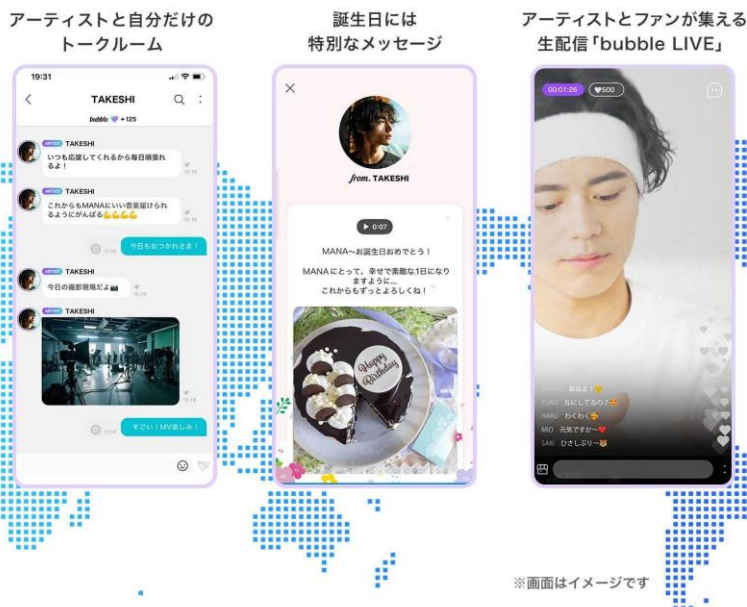 アーティストと自分だけの
トークルーム
19:31
TAKESHI
bubble 💜 + 125
ARTIST TAKESHI
いつも応援してくれるから毎日頑張れ
るよ！
ARTIST TAKESHI
これからもMANAにいい音楽届けられ
るようにがんばる💪💪💪💪
今日もおつかれさま！
ARTIST TAKESHI
今日の撮影現場だよ📷
ARTIST TAKESHI
すごい！MV楽しみ！
誕生日には
特別なメッセージ
from. TAKESHI
0:07
MANA〜お誕生日おめでとう！
MANAにとって、幸せで素敵な1日になり
ますように...
これからもずっとよろしくね！
Happy
Birthday
アーティストとファンが集える
生配信「bubble LIVE」
00:01:26
♥500
おはよ！
YUKO なにしてるの？🥰
HARU わくわく🥰
MIO 元気ですか〜❤️
SAKI ひさしぶりー
※画面はイメージです